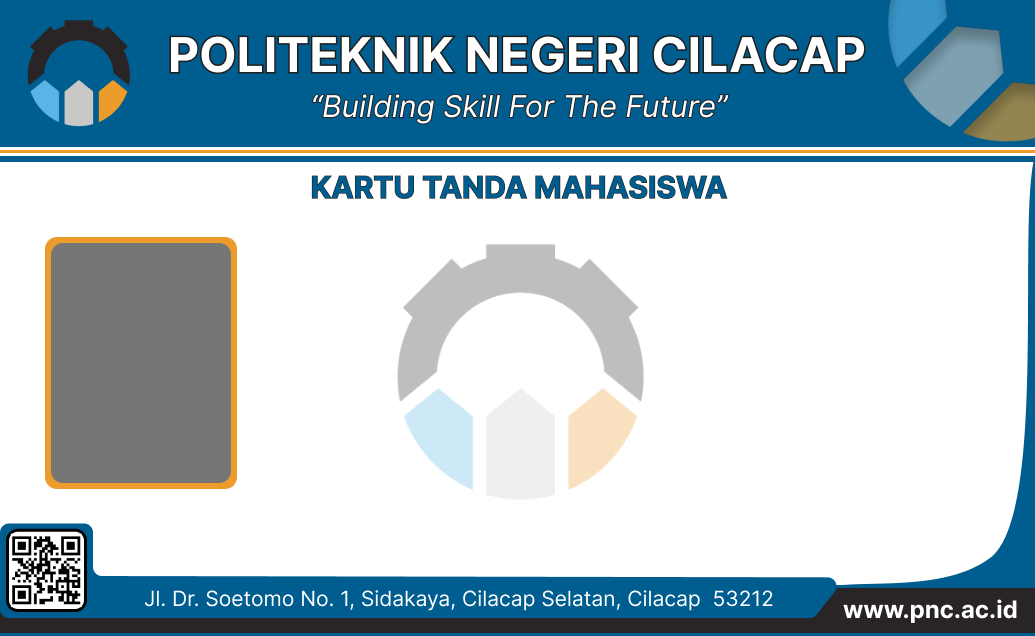 POLITEKNIK NEGERI CILACAP
“Building Skill For The Future”
KARTU TANDA MAHASISWA
Jl. Dr. Soetomo No. 1, Sidakaya, Cilacap Selatan, Cilacap 53212
www.pnc.ac.id